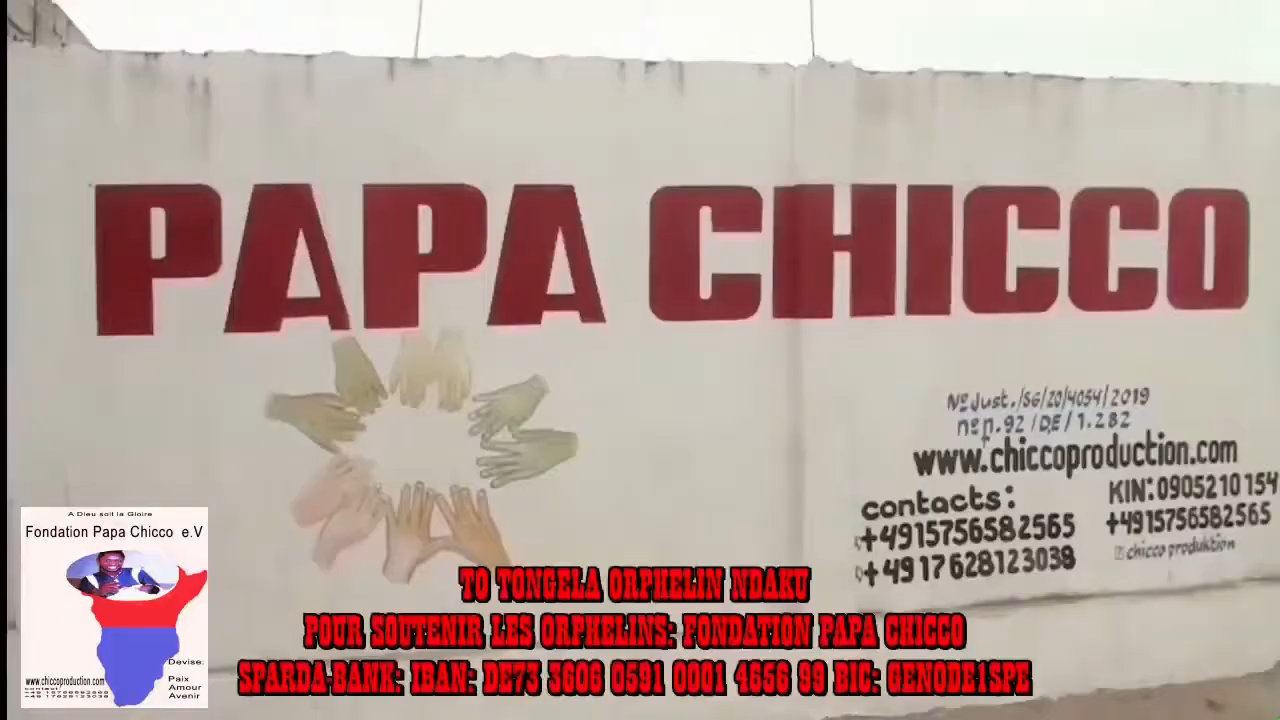 PAPA CHICCO
Nº Just./SG/20/4054/2019
nº n.92 /DE/1.282
www.chiccoproduction.com
contacts:
+4915756582565
+4917628123038
KIN:0905210154
+4915756582565
chicco produktion
A Dieu soit la Gloire
Fondation Papa Chicco e.V
Devise:
Paix
Amour
Avenir
www.chiccoproduction.com
TO TONGELA ORPHELIN NDAKU
POUR SOUTENIR LES ORPHELINS: FONDATION PAPA CHICCO
SPARDA-BANK: IBAN: DE73 3606 0591 0001 4656 99 BIC: GENODE1SPE